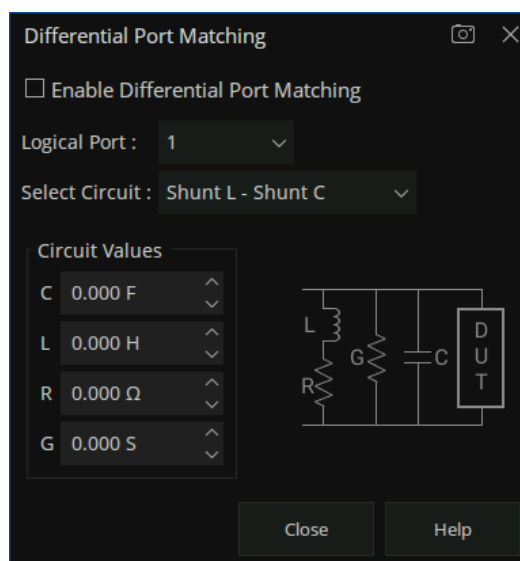 Differential Port Matching
Enable Differential Port Matching
Logical Port : 1
Select Circuit : Shunt L - Shunt C
Circuit Values
C 0.000 F
L 0.000 H
R 0.000 Ω
G 0.000 S
L
R
G
C
DUT
Close Help